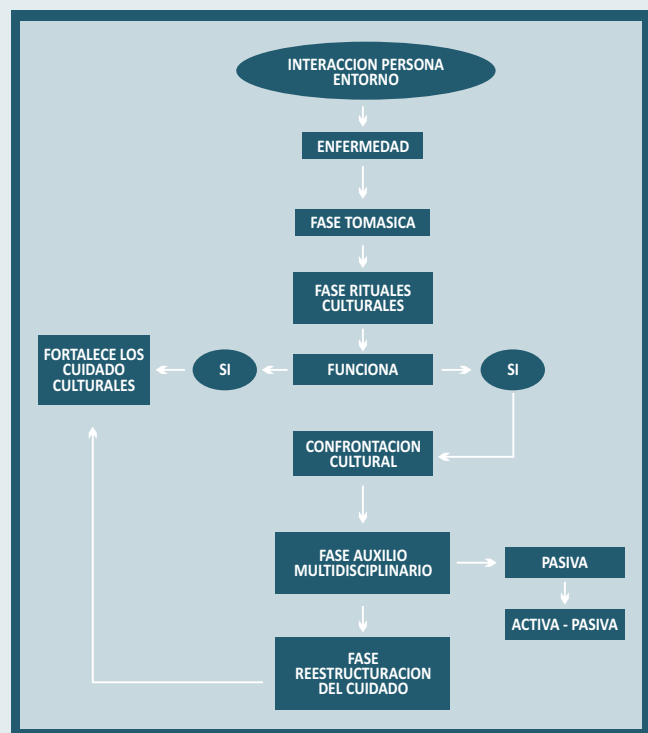 INTERACCION PERSONA
ENTORNO
ENFERMEDAD
FASE TOMASICA
FASE RITUALES
CULTURALES
FORTALECE LOS
CUIDADO
CULTURALES
SI
FUNCIONA
SI
CONFRONTACION
CULTURAL
FASE AUXILIO
MULTIDISCIPLINARIO
PASIVA
ACTIVA - PASIVA
FASE
REESTRUCTURACION
DEL CUIDADO